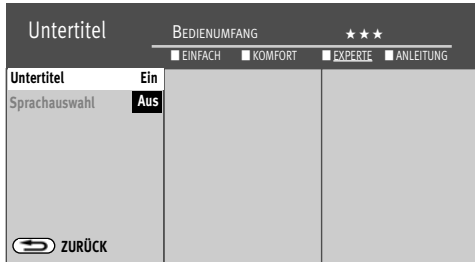 Untertitel
BEDIENUMFANG ★★★
EINFACH KOMFORT EXPERTE ANLEITUNG
Untertitel Ein
Sprachauswahl Aus
ZURÜCK